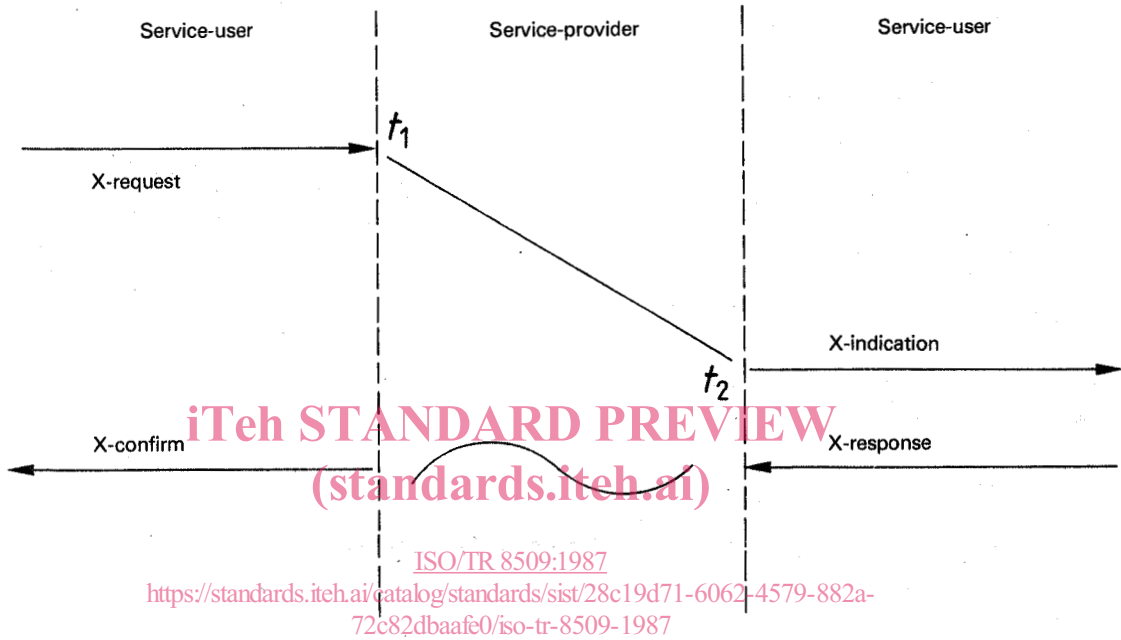 Service-user Service-provider Service-user
t1
X-request
X-indication
t2
iTeh STANDARD PREVIEW
X-confirm X-response
(standards.iteh.ai)
ISO/TR 8509:1987
https://standards.iteh.ai/catalog/standards/sist/28c19d71-6062-4579-882a-
72c82dbaafe0/iso-tr-8509-1987